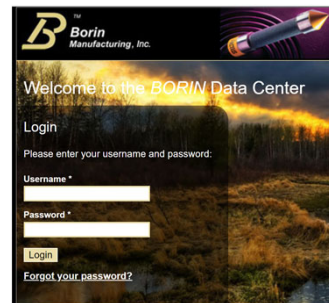 B
TM
Borin
Manufacturing, Inc.
Welcome to the BORIN Data Center
Login
Please enter your username and password:
Username *
Password *
Login
Forgot your password?